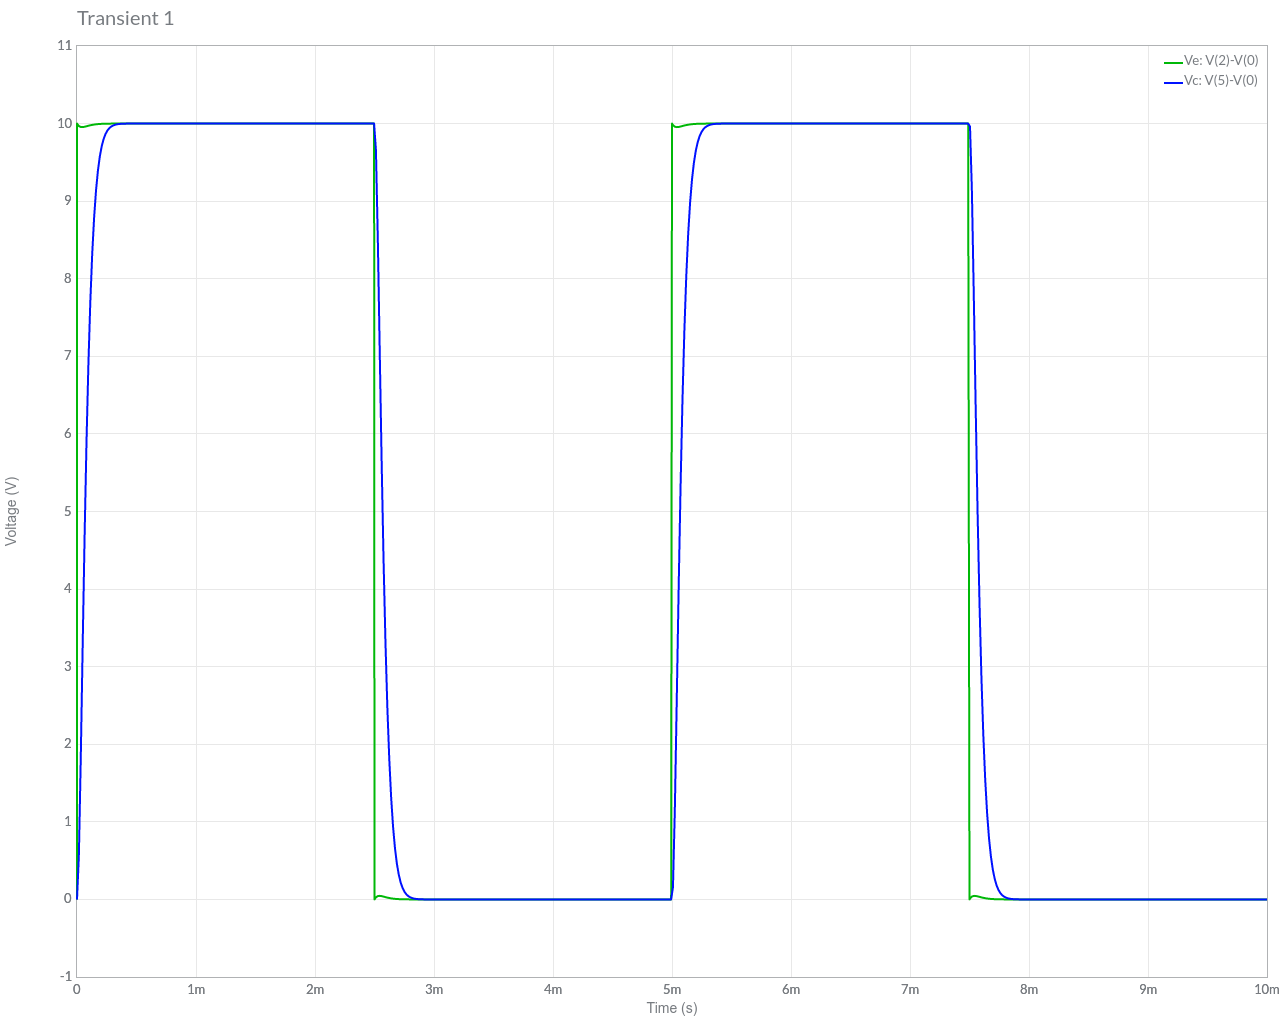 Transient 1
Ve: V(2)-V(0)
Vc: V(5)-V(0)
11
10
9
8
7
6
5
4
3
2
1
0
-1
Voltage (V)
0 1m 2m 3m 4m 5m 6m 7m 8m 9m 10m
Time (s)